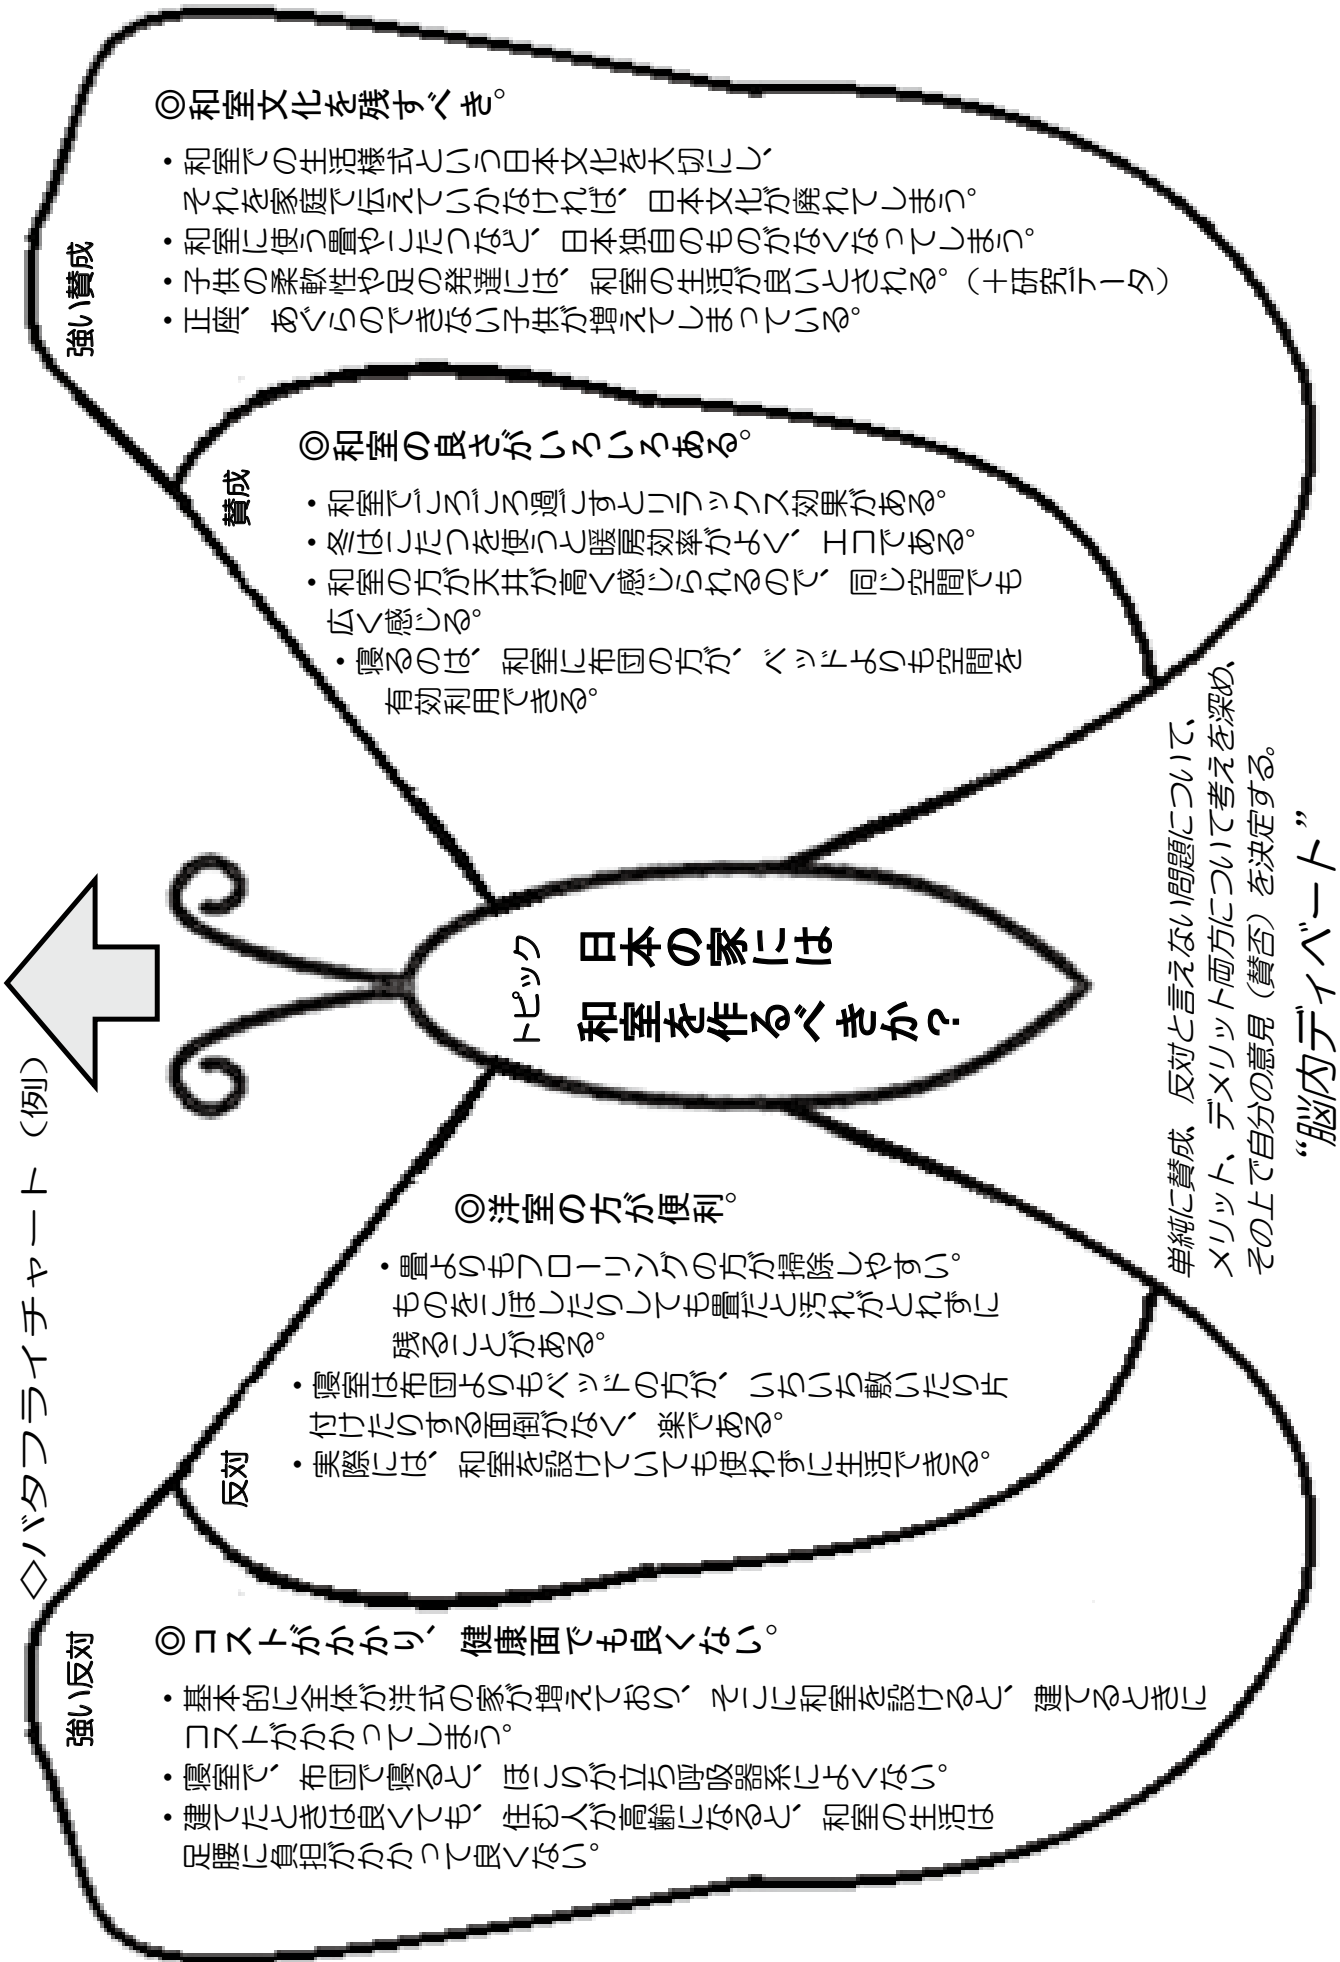 ◇バタフライチャート（例）
強い反対
◎コストがかかり、健康面でも良くない。
・基本的に全体が洋式の家が増えており、そこに和室を設けると、建てるときに
コストがかかってしまう。
・寝室で、布団で寝ると、ほこりが立ち呼吸器系によくない。
・建てたときは良くても、住む人が高齢になると、和室の生活は
足腰に負担がかかって良くない。
反対
◎洋室の方が便利。
・畳よりもフローリングの方が掃除しやすい。
ものをこぼしたりしても畳だと汚れがとれずに
残ることがある。
・寝室は布団よりもベッドの方が、いちいち敷いたり片
付けたりする面倒がなく、楽である。
・実際には、和室を設けていても使わずに生活できる。
トピック
日本の家には
和室を作るべきか？
賛成
◎和室の良さがいろいろある。
・和室でごろごろ過ごすとリラックス効果がある。
・冬はこたつを使うと暖房効率がよく、エコである。
・和室の方が天井が高く感じられるので、同じ空間でも
広く感じる。
・寝るのは、和室に布団の方が、ベッドよりも空間を
有効利用できる。
強い賛成
◎和室文化を残すべき。
・和室での生活様式という日本文化を大切にし、
それを家庭で伝えていかなければ、日本文化が廃れてしまう。
・和室に使う畳やこたつなど、日本独自のものがなくなってしまう。
・子供の柔軟性や足の発達には、和室の生活が良いとされる。（＋研究データ）
・正座、あぐらのできない子供が増えてしまっている。
単純に賛成、反対と言えない問題について、
メリット、デメリット両方について考えを深め、
その上で自分の意見（賛否）を決定する。
“脳内ディベート”